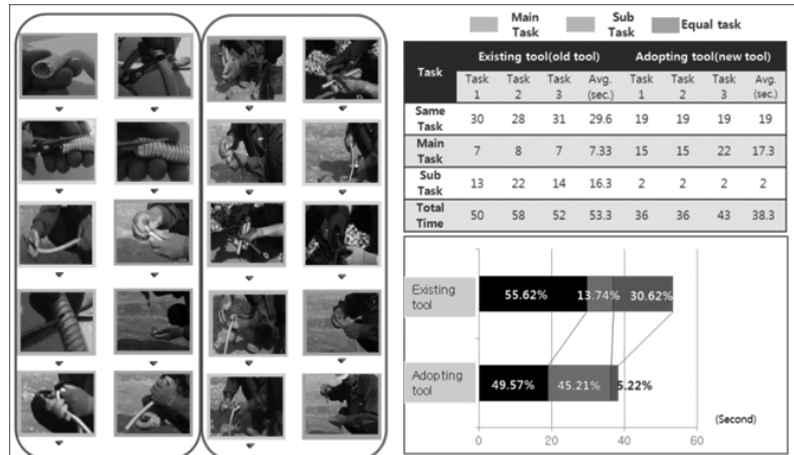 Main Task
Sub Task
Equal task
Task
Existing tool(old tool)
Adopting tool(new tool)
Task 1
Task 2
Task 3
Avg. (sec.)
Task 1
Task 2
Task 3
Avg. (sec.)
Same Task 30 28 31 29.6 19 19 19 19
Main Task 7 8 7 7.33 15 15 22 17.3
Sub Task 13 22 14 16.3 2 2 2 2
Total Time 50 58 52 53.3 36 36 43 38.3
Existing tool
55.62% 13.74% 30.62%
Adopting tool
49.57% 45.21% 5.22%
(Second)
0 20 40 60